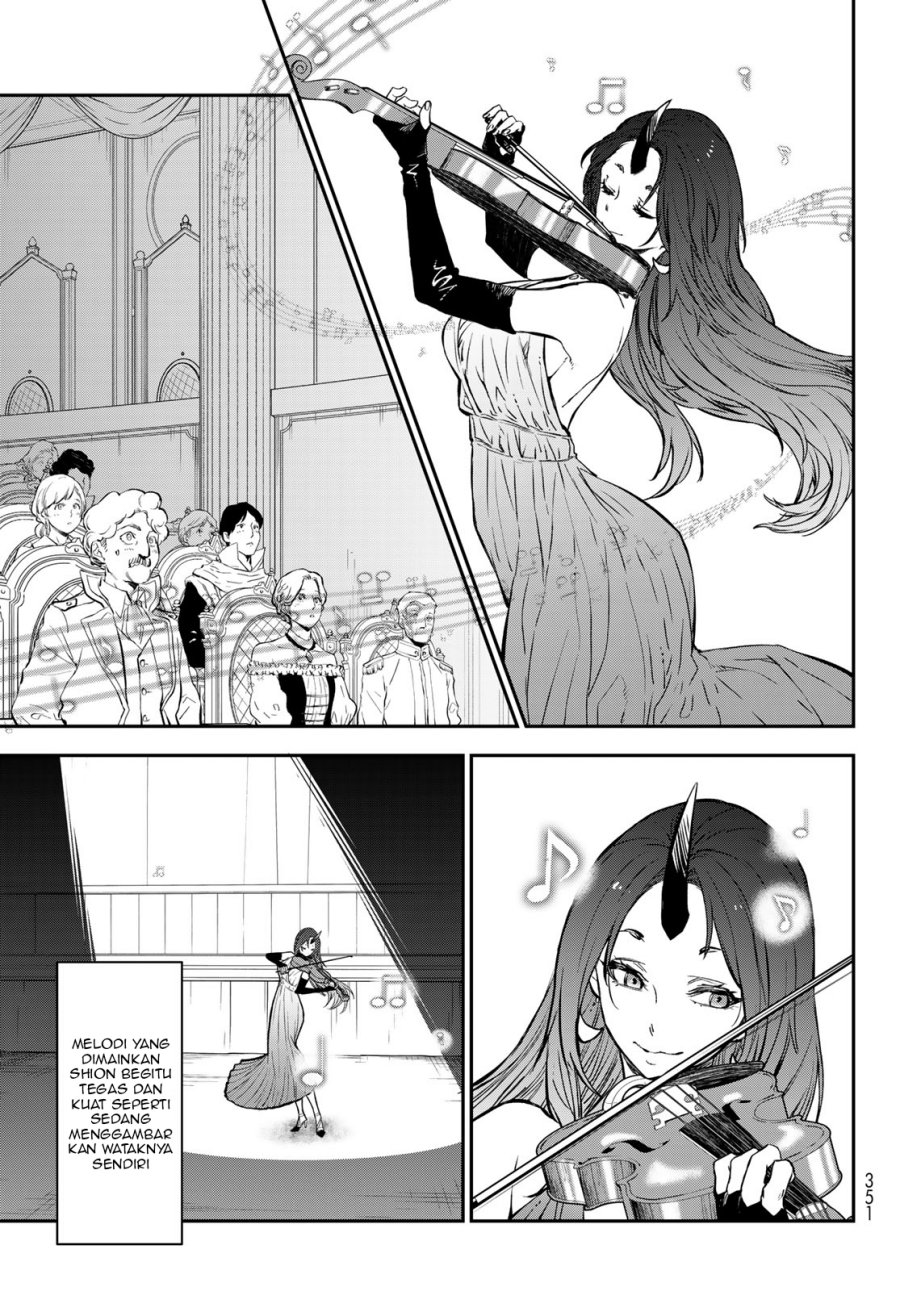 MELODI YANG
DIMAINKAN
SHION BEGITU
TEGAS DAN
KUAT SEPERTI
SEDANG
MENGGAMBAR
KAN WATAKNYA
SENDIRI
351